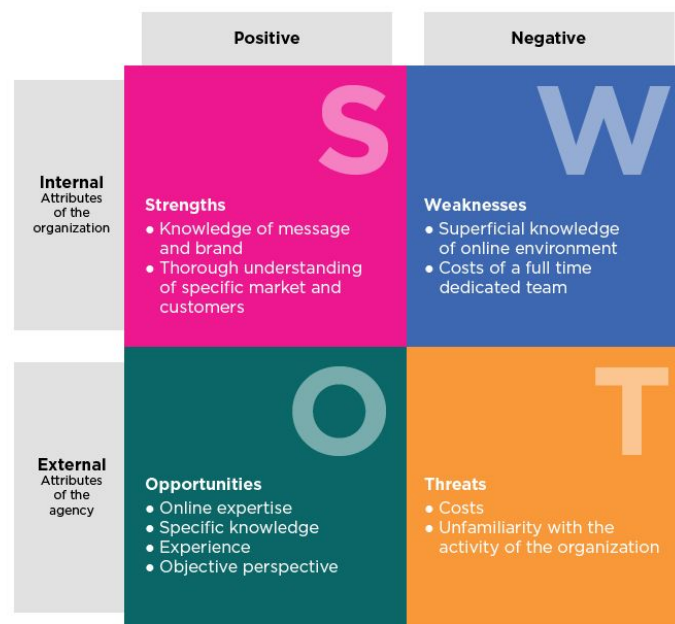 Positive
Negative
Internal
Attributes
of the
organization
S
Strengths
● Knowledge of message
and brand
● Thorough understanding
of specific market and
customers
W
Weaknesses
● Superficial knowledge
of online environment
● Costs of a full time
dedicated team
External
Attributes
of the
agency
O
Opportunities
● Online expertise
● Specific knowledge
● Experience
● Objective perspective
T
Threats
● Costs
● Unfamiliarity with the
activity of the organization